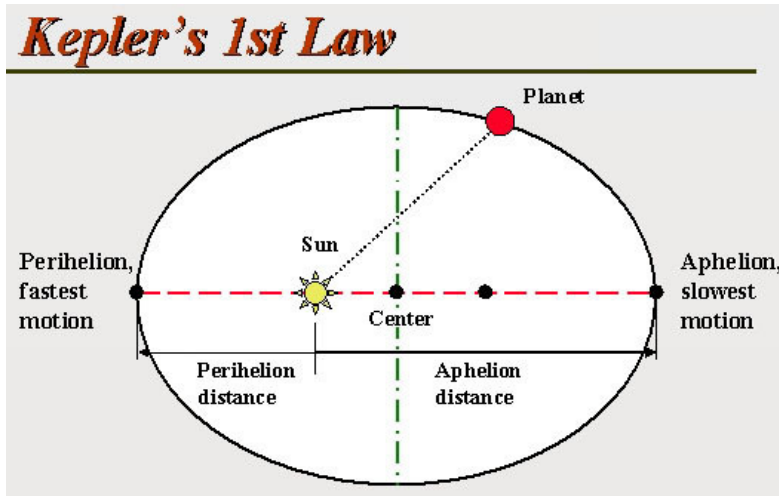 Kepler's 1st Law
Planet
Sun
Perihelion,
fastest
motion
Aphelion,
slowest
motion
Center
Perihelion
distance
Aphelion
distance